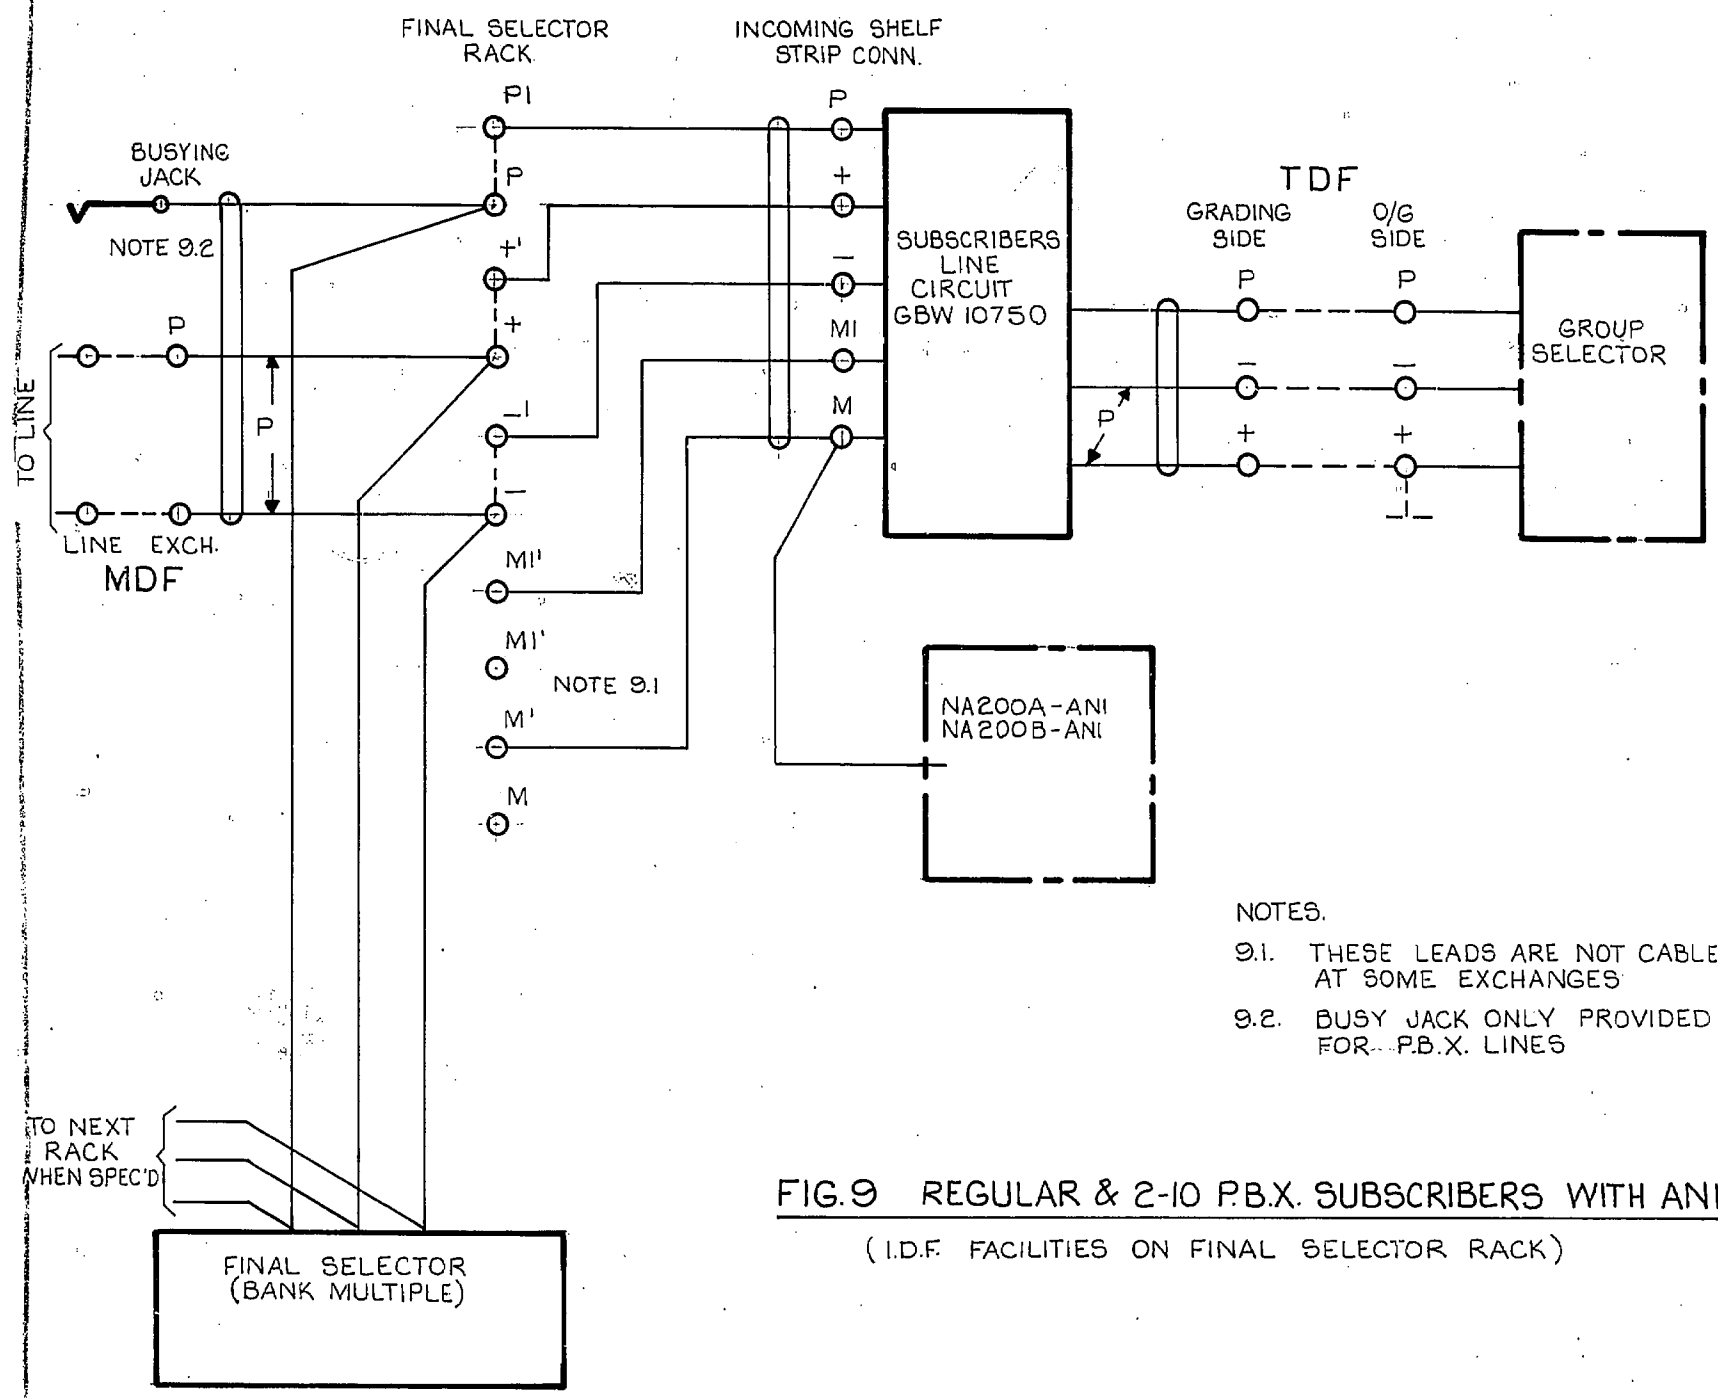 FINAL SELECTOR
RACK
INCOMING SHELF
STRIP CONN.
P1
P
BUSYING
JACK
P
+
NOTE 9.2
+'
–
+
M1
P
–1
M
P
–
TO LINE
LINE EXCH.
MDF
M1'
M1'
NOTE 9.1
M'
M
SUBSCRIBERS
LINE
CIRCUIT
GBW 10750
TDF
GRADING
SIDE
O/G
SIDE
P
P
–
–
P
+
+
GROUP
SELECTOR
NA200A-ANI
NA200B-ANI
NOTES.
9.1. THESE LEADS ARE NOT CABLE
AT SOME EXCHANGES
9.2. BUSY JACK ONLY PROVIDED
FOR P.B.X. LINES
TO NEXT
RACK
WHEN SPEC'D
FINAL SELECTOR
(BANK MULTIPLE)
FIG.9 REGULAR & 2-10 P.B.X. SUBSCRIBERS WITH ANI
(I.D.F. FACILITIES ON FINAL SELECTOR RACK)